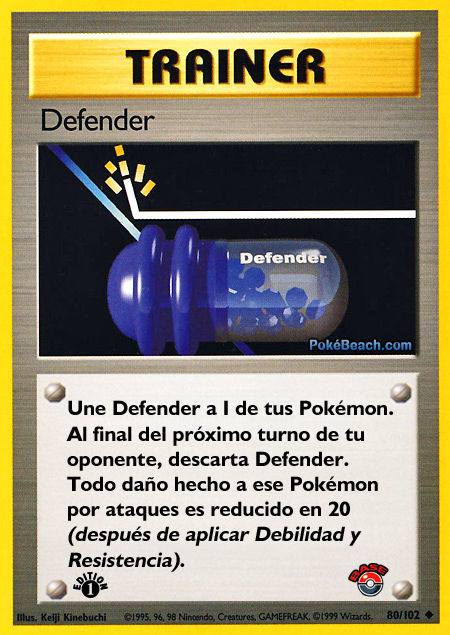 TRAINER
Defender
Defender
PokéBeach.com
Une Defender a 1 de tus Pokémon.
Al final del próximo turno de tu
oponente, descarta Defender.
Todo daño hecho a ese Pokémon
por ataques es reducido en 20
(después de aplicar Debilidad y
Resistencia).
EDITION
1
BASE
Illus. Keiji Kinebuchi ©1995, 96, 98 Nintendo, Creatures, GAMEFREAK. ©1999 Wizards. 80/102